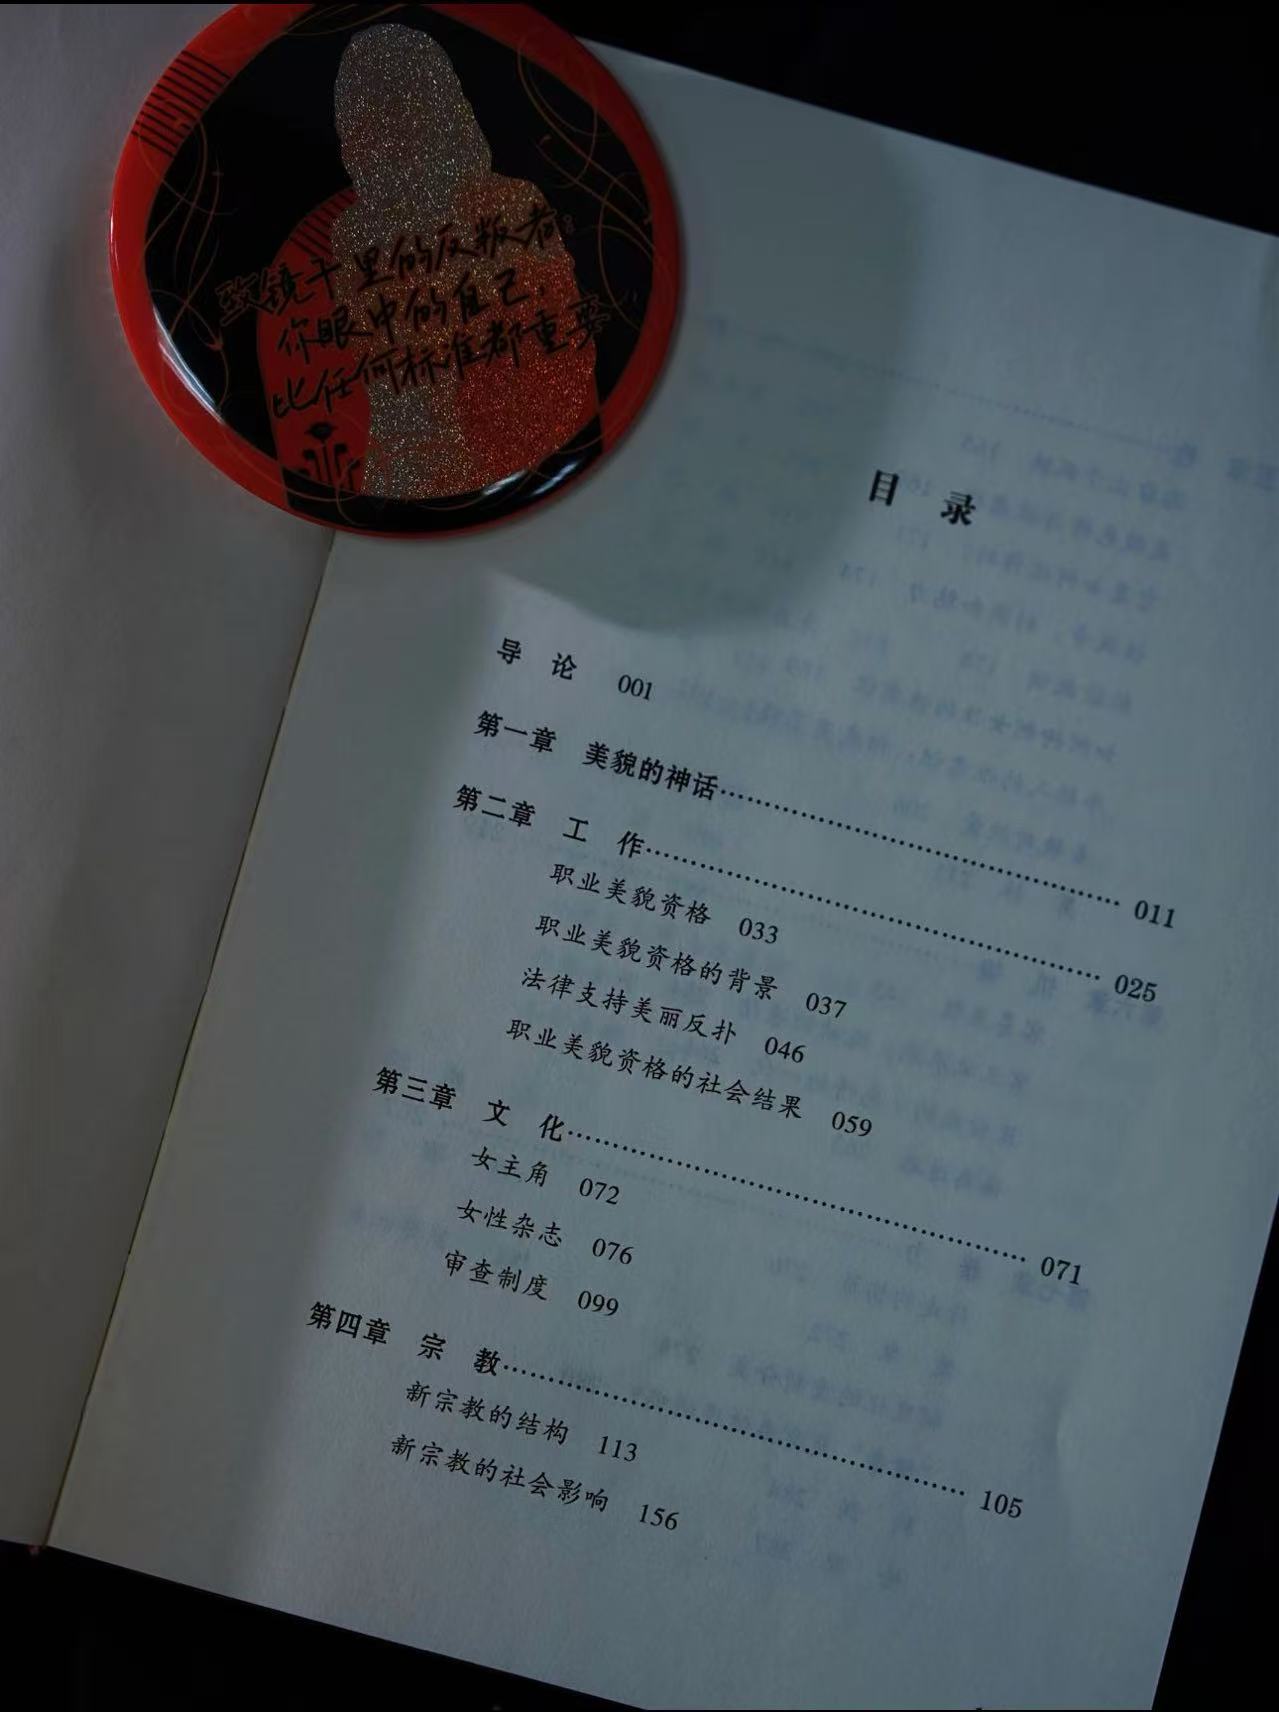 致镜子里的反叛者：
你眼中的自己，
比任何标准都重要
目 录
导 论 001
第一章 美貌的神话 011
第二章 工 作 025
职业美貌资格 033
职业美貌资格的背景 037
法律支持美丽反扑 046
职业美貌资格的社会结果 059
第三章 文 化 071
女主角 072
女性杂志 076
审查制度 099
第四章 宗 教 105
新宗教的结构 113
新宗教的社会影响 156